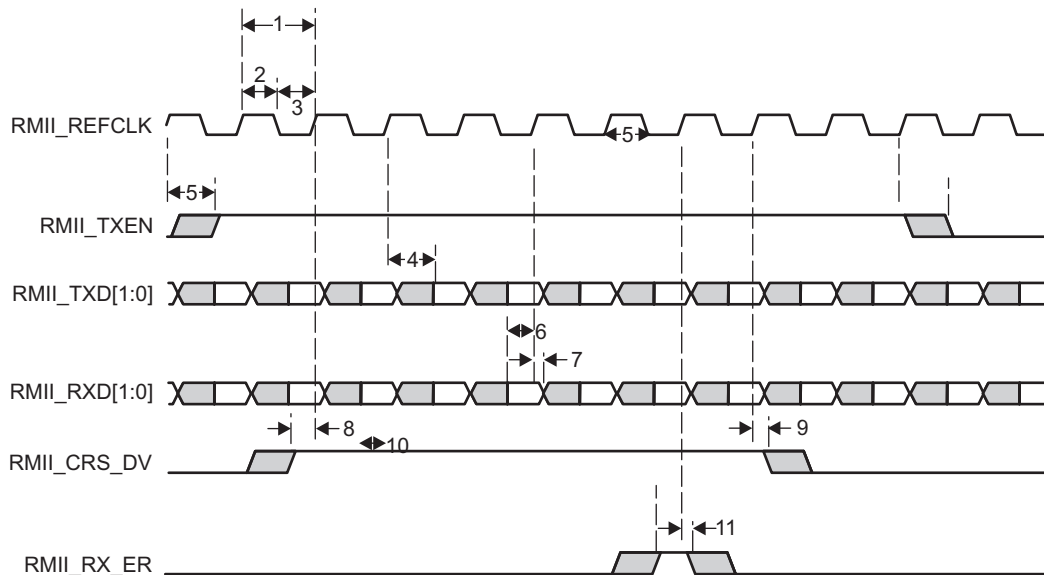 1
2
3
RMII_REFCLK
5
5
RMII_TXEN
4
RMII_TXD[1:0]
6
7
RMII_RXD[1:0]
8
9
10
RMII_CRS_DV
11
RMII_RX_ER